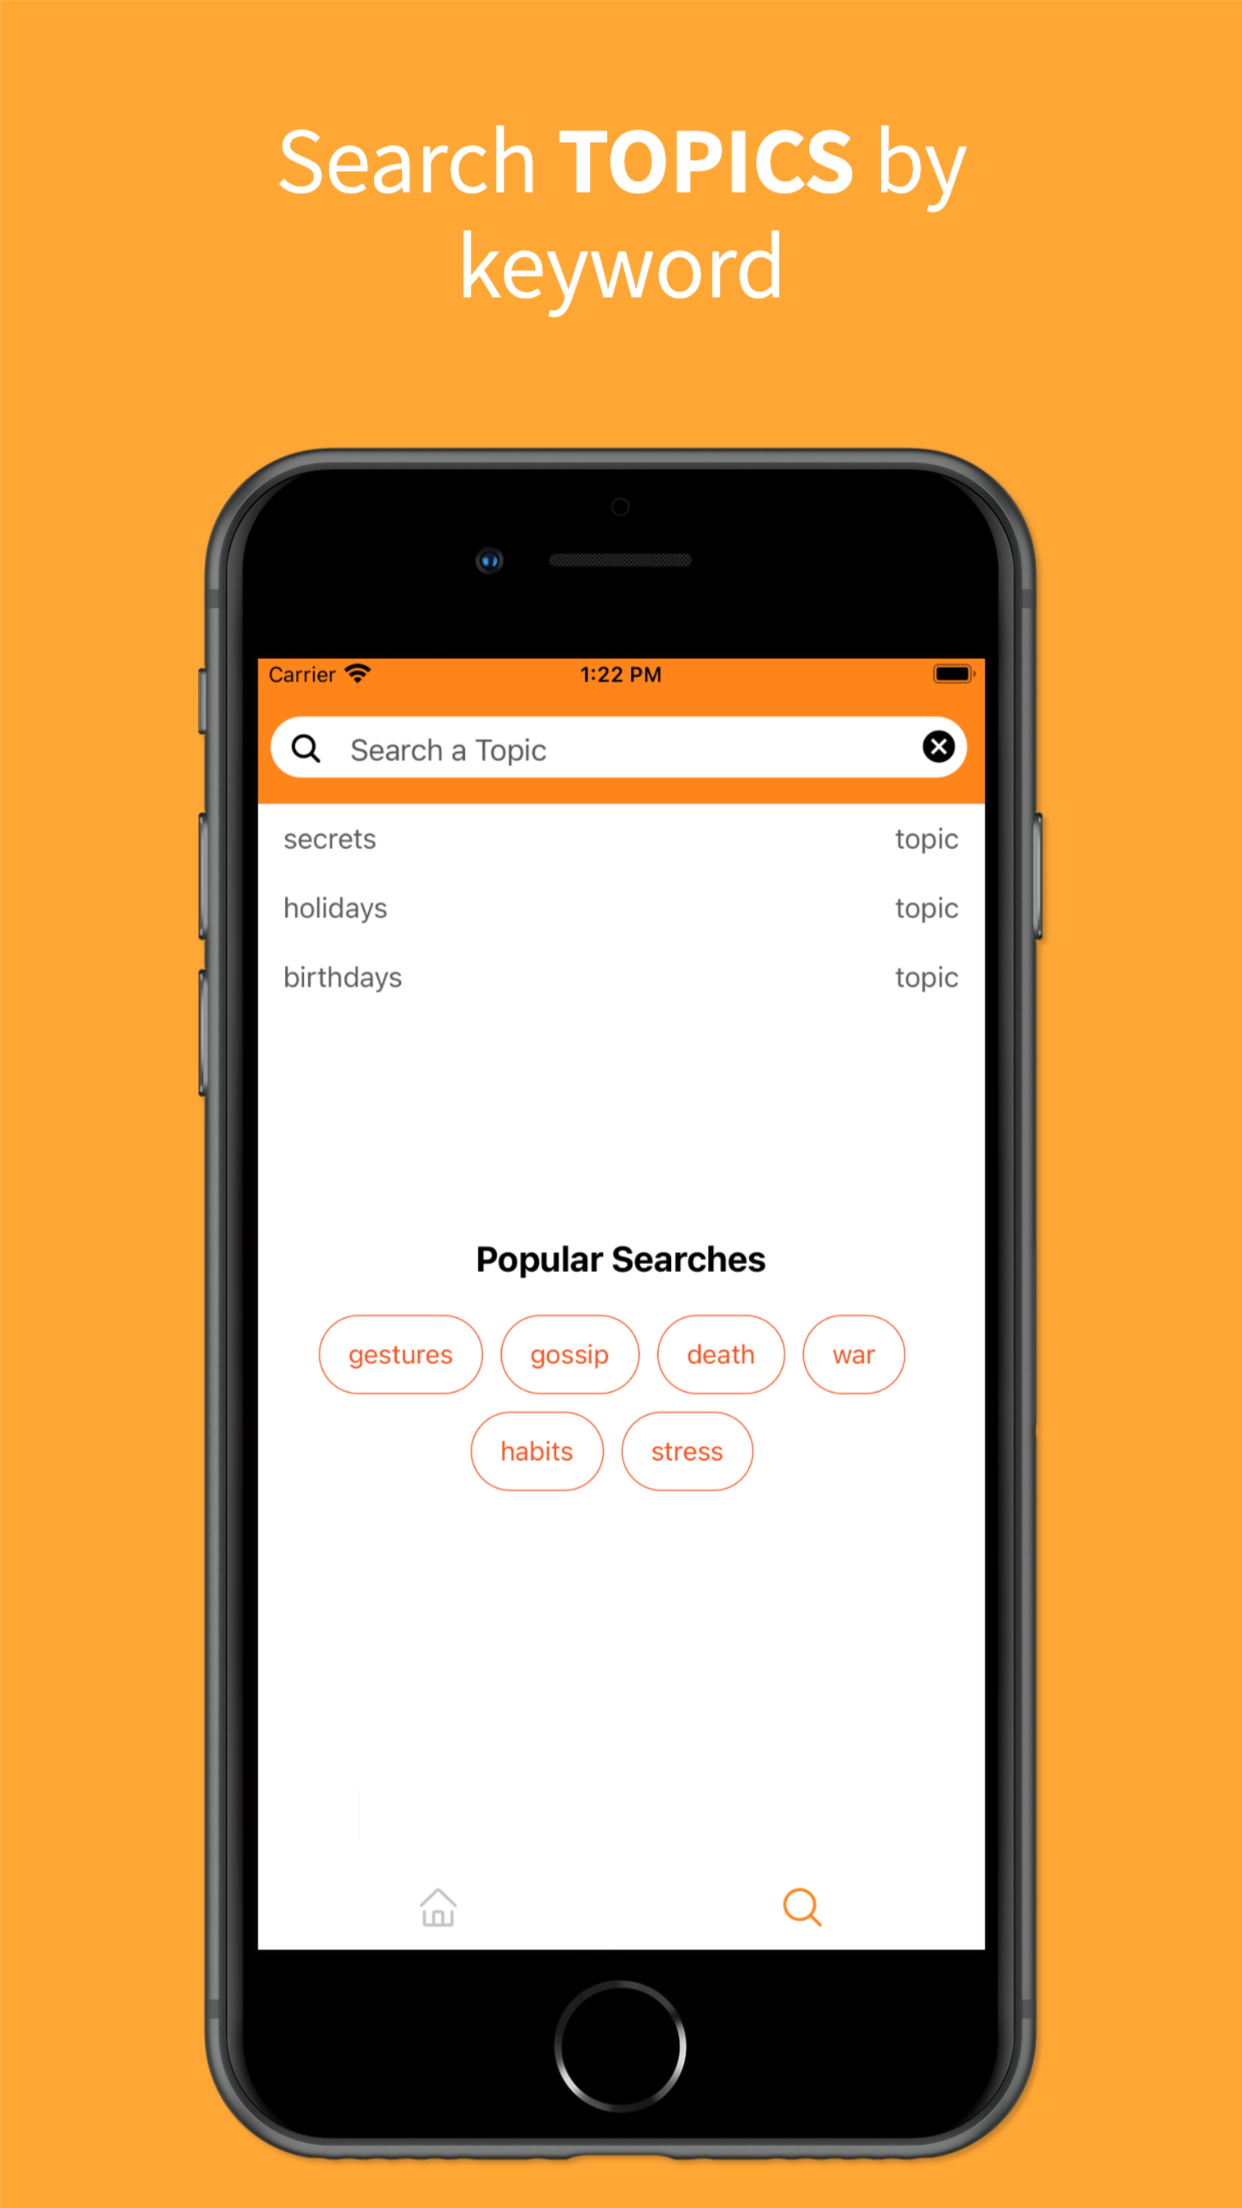 Search TOPICS by
keyword
Carrier 1:22 PM
Search a Topic
secrets topic
holidays topic
birthdays topic
Popular Searches
gestures gossip death war
habits stress